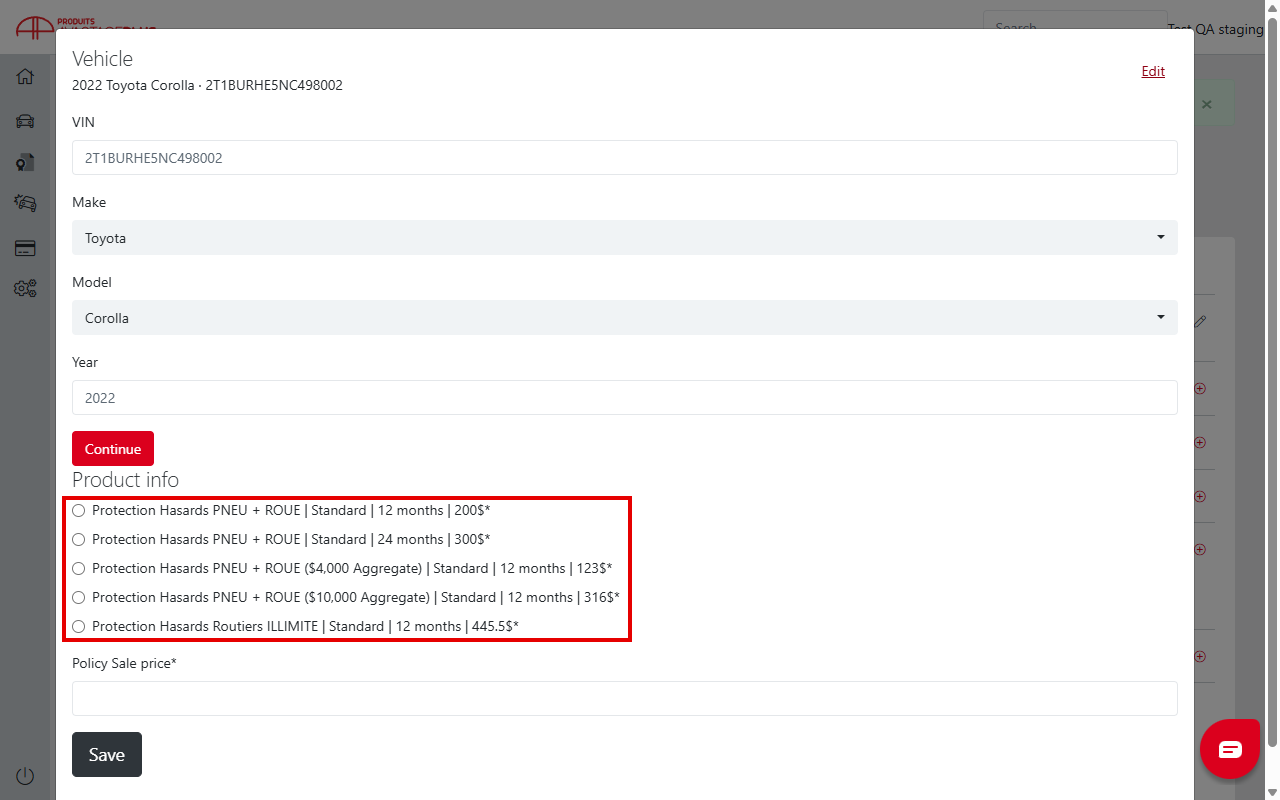 PRODUITS
Search
Test QA staging
Vehicle
2022 Toyota Corolla · 2T1BURHE5NC498002
Edit
VIN
2T1BURHE5NC498002
Make
Toyota
Model
Corolla
Year
2022
Continue
Product info
Protection Hasards PNEU + ROUE | Standard | 12 months | 200$*
Protection Hasards PNEU + ROUE | Standard | 24 months | 300$*
Protection Hasards PNEU + ROUE ($4,000 Aggregate) | Standard | 12 months | 123$*
Protection Hasards PNEU + ROUE ($10,000 Aggregate) | Standard | 12 months | 316$*
Protection Hasards Routiers ILLIMITE | Standard | 12 months | 445.5$*
Policy Sale price*
Save